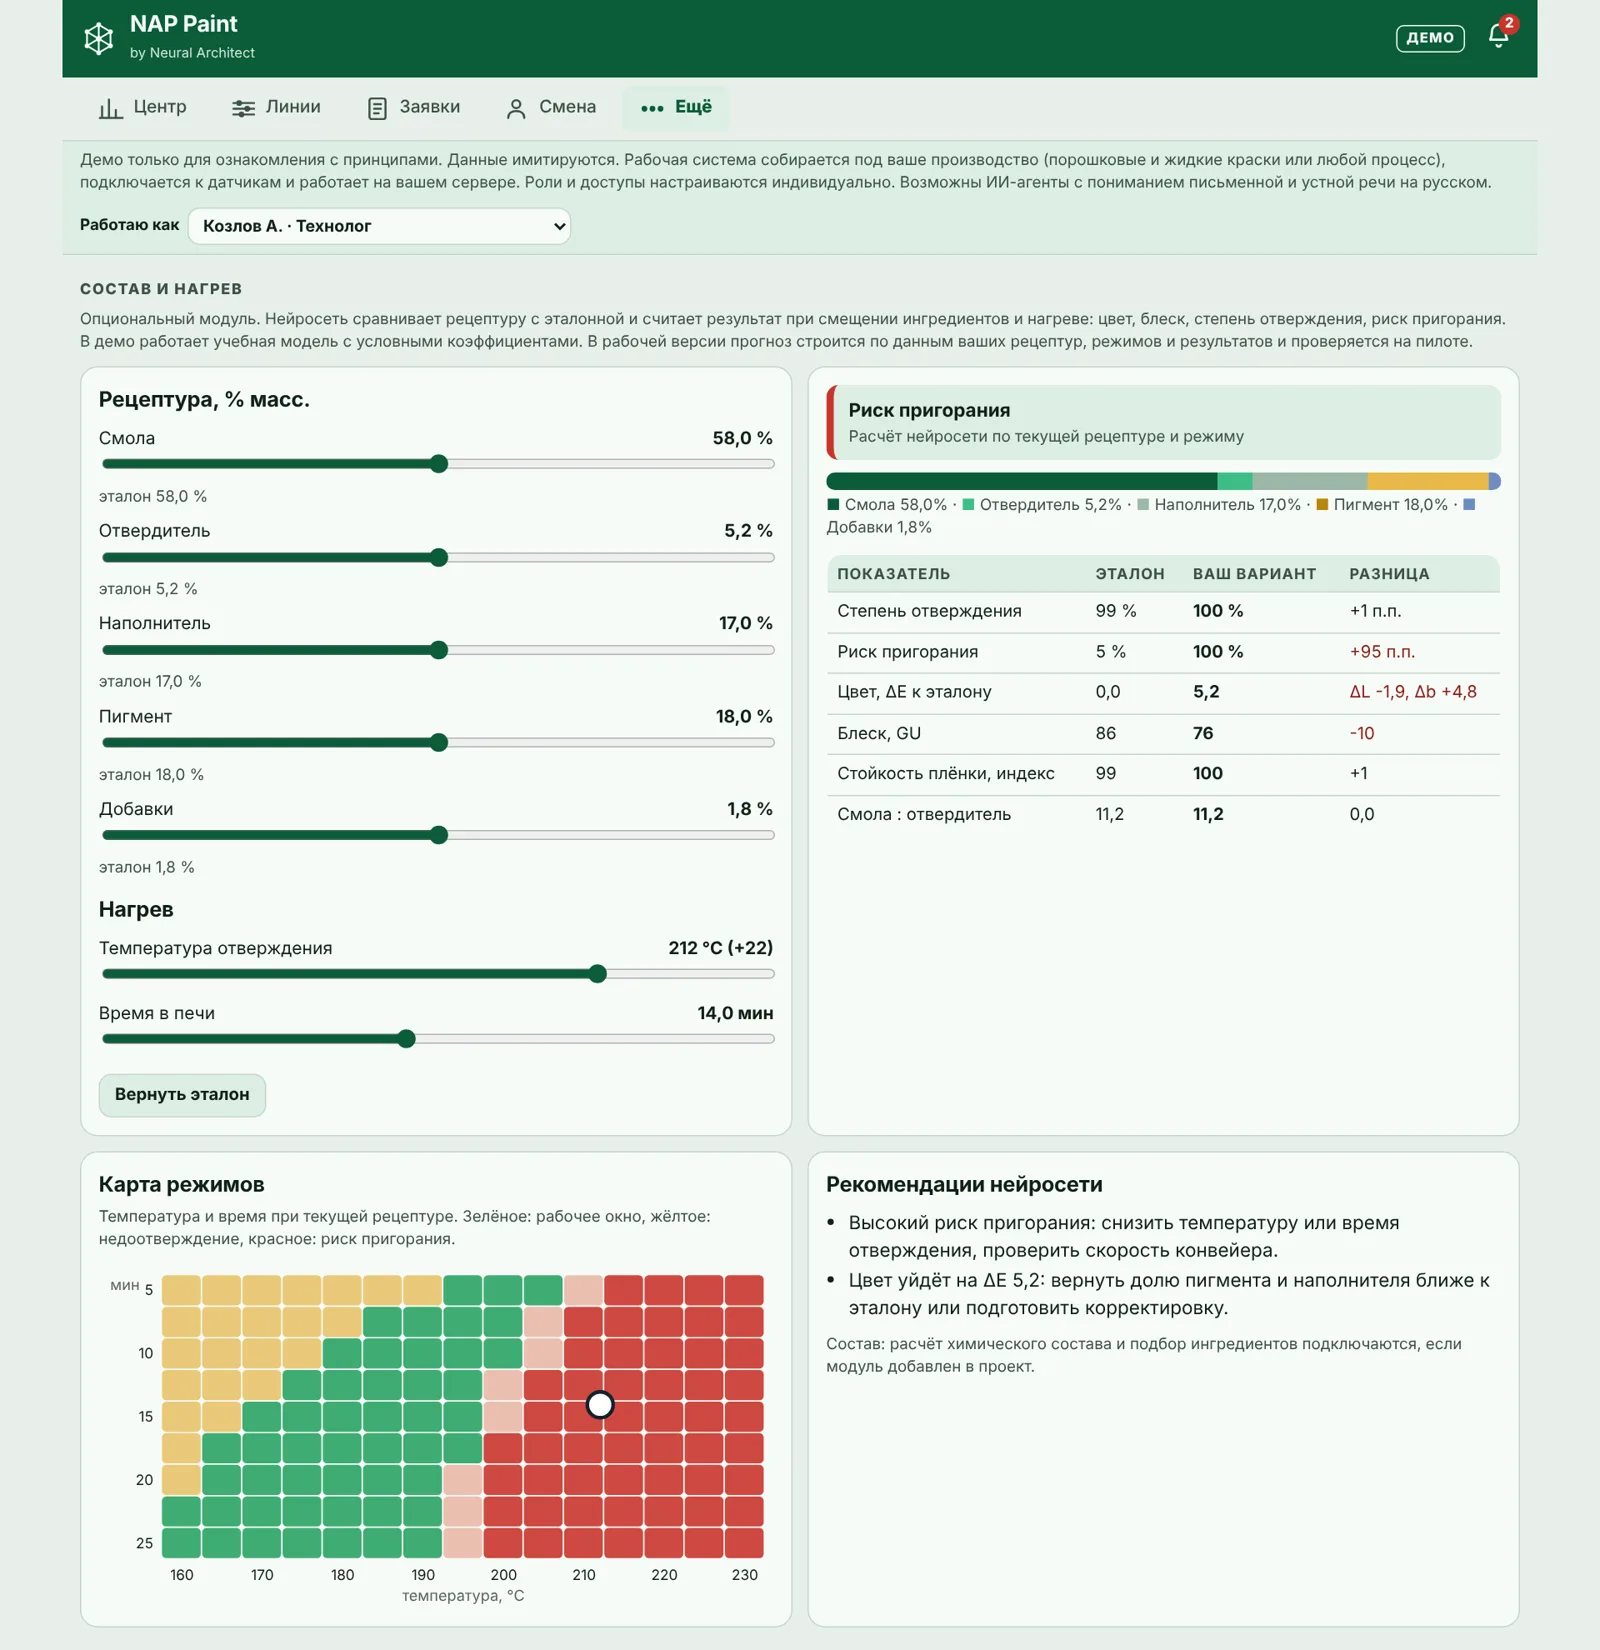 NAP Paint
by Neural Architect
ДЕМО
2
Центр
Линии
Заявки
Смена
Ещё
Демо только для ознакомления с принципами. Данные имитируются. Рабочая система собирается под ваше производство (порошковые и жидкие краски или любой процесс),
подключается к датчикам и работает на вашем сервере. Роли и доступы настраиваются индивидуально. Возможны ИИ-агенты с пониманием письменной и устной речи на русском.
Работаю как
Козлов А. · Технолог
СОСТАВ И НАГРЕВ
Опциональный модуль. Нейросеть сравнивает рецептуру с эталонной и считает результат при смещении ингредиентов и нагреве: цвет, блеск, степень отверждения, риск пригорания.
В демо работает учебная модель с условными коэффициентами. В рабочей версии прогноз строится по данным ваших рецептур, режимов и результатов и проверяется на пилоте.
Рецептура, % масс.
Смола 58,0 %
эталон 58,0 %
Отвердитель 5,2 %
эталон 5,2 %
Наполнитель 17,0 %
эталон 17,0 %
Пигмент 18,0 %
эталон 18,0 %
Добавки 1,8 %
эталон 1,8 %
Нагрев
Температура отверждения 212 °C (+22)
Время в печи 14,0 мин
Вернуть эталон
Риск пригорания
Расчёт нейросети по текущей рецептуре и режиму
Смола 58,0% · Отвердитель 5,2% · Наполнитель 17,0% · Пигмент 18,0% ·
Добавки 1,8%
ПОКАЗАТЕЛЬ ЭТАЛОН ВАШ ВАРИАНТ РАЗНИЦА
Степень отверждения 99 % 100 % +1 п.п.
Риск пригорания 5 % 100 % +95 п.п.
Цвет, ΔE к эталону 0,0 5,2 ΔL -1,9, Δb +4,8
Блеск, GU 86 76 -10
Стойкость плёнки, индекс 99 100 +1
Смола : отвердитель 11,2 11,2 0,0
Карта режимов
Температура и время при текущей рецептуре. Зелёное: рабочее окно, жёлтое:
недоотверждение, красное: риск пригорания.
мин 5
10
15
20
25
160 170 180 190 200 210 220 230
температура, °C
Рекомендации нейросети
• Высокий риск пригорания: снизить температуру или время
отверждения, проверить скорость конвейера.
• Цвет уйдёт на ΔE 5,2: вернуть долю пигмента и наполнителя ближе к
эталону или подготовить корректировку.
Состав: расчёт химического состава и подбор ингредиентов подключаются, если
модуль добавлен в проект.